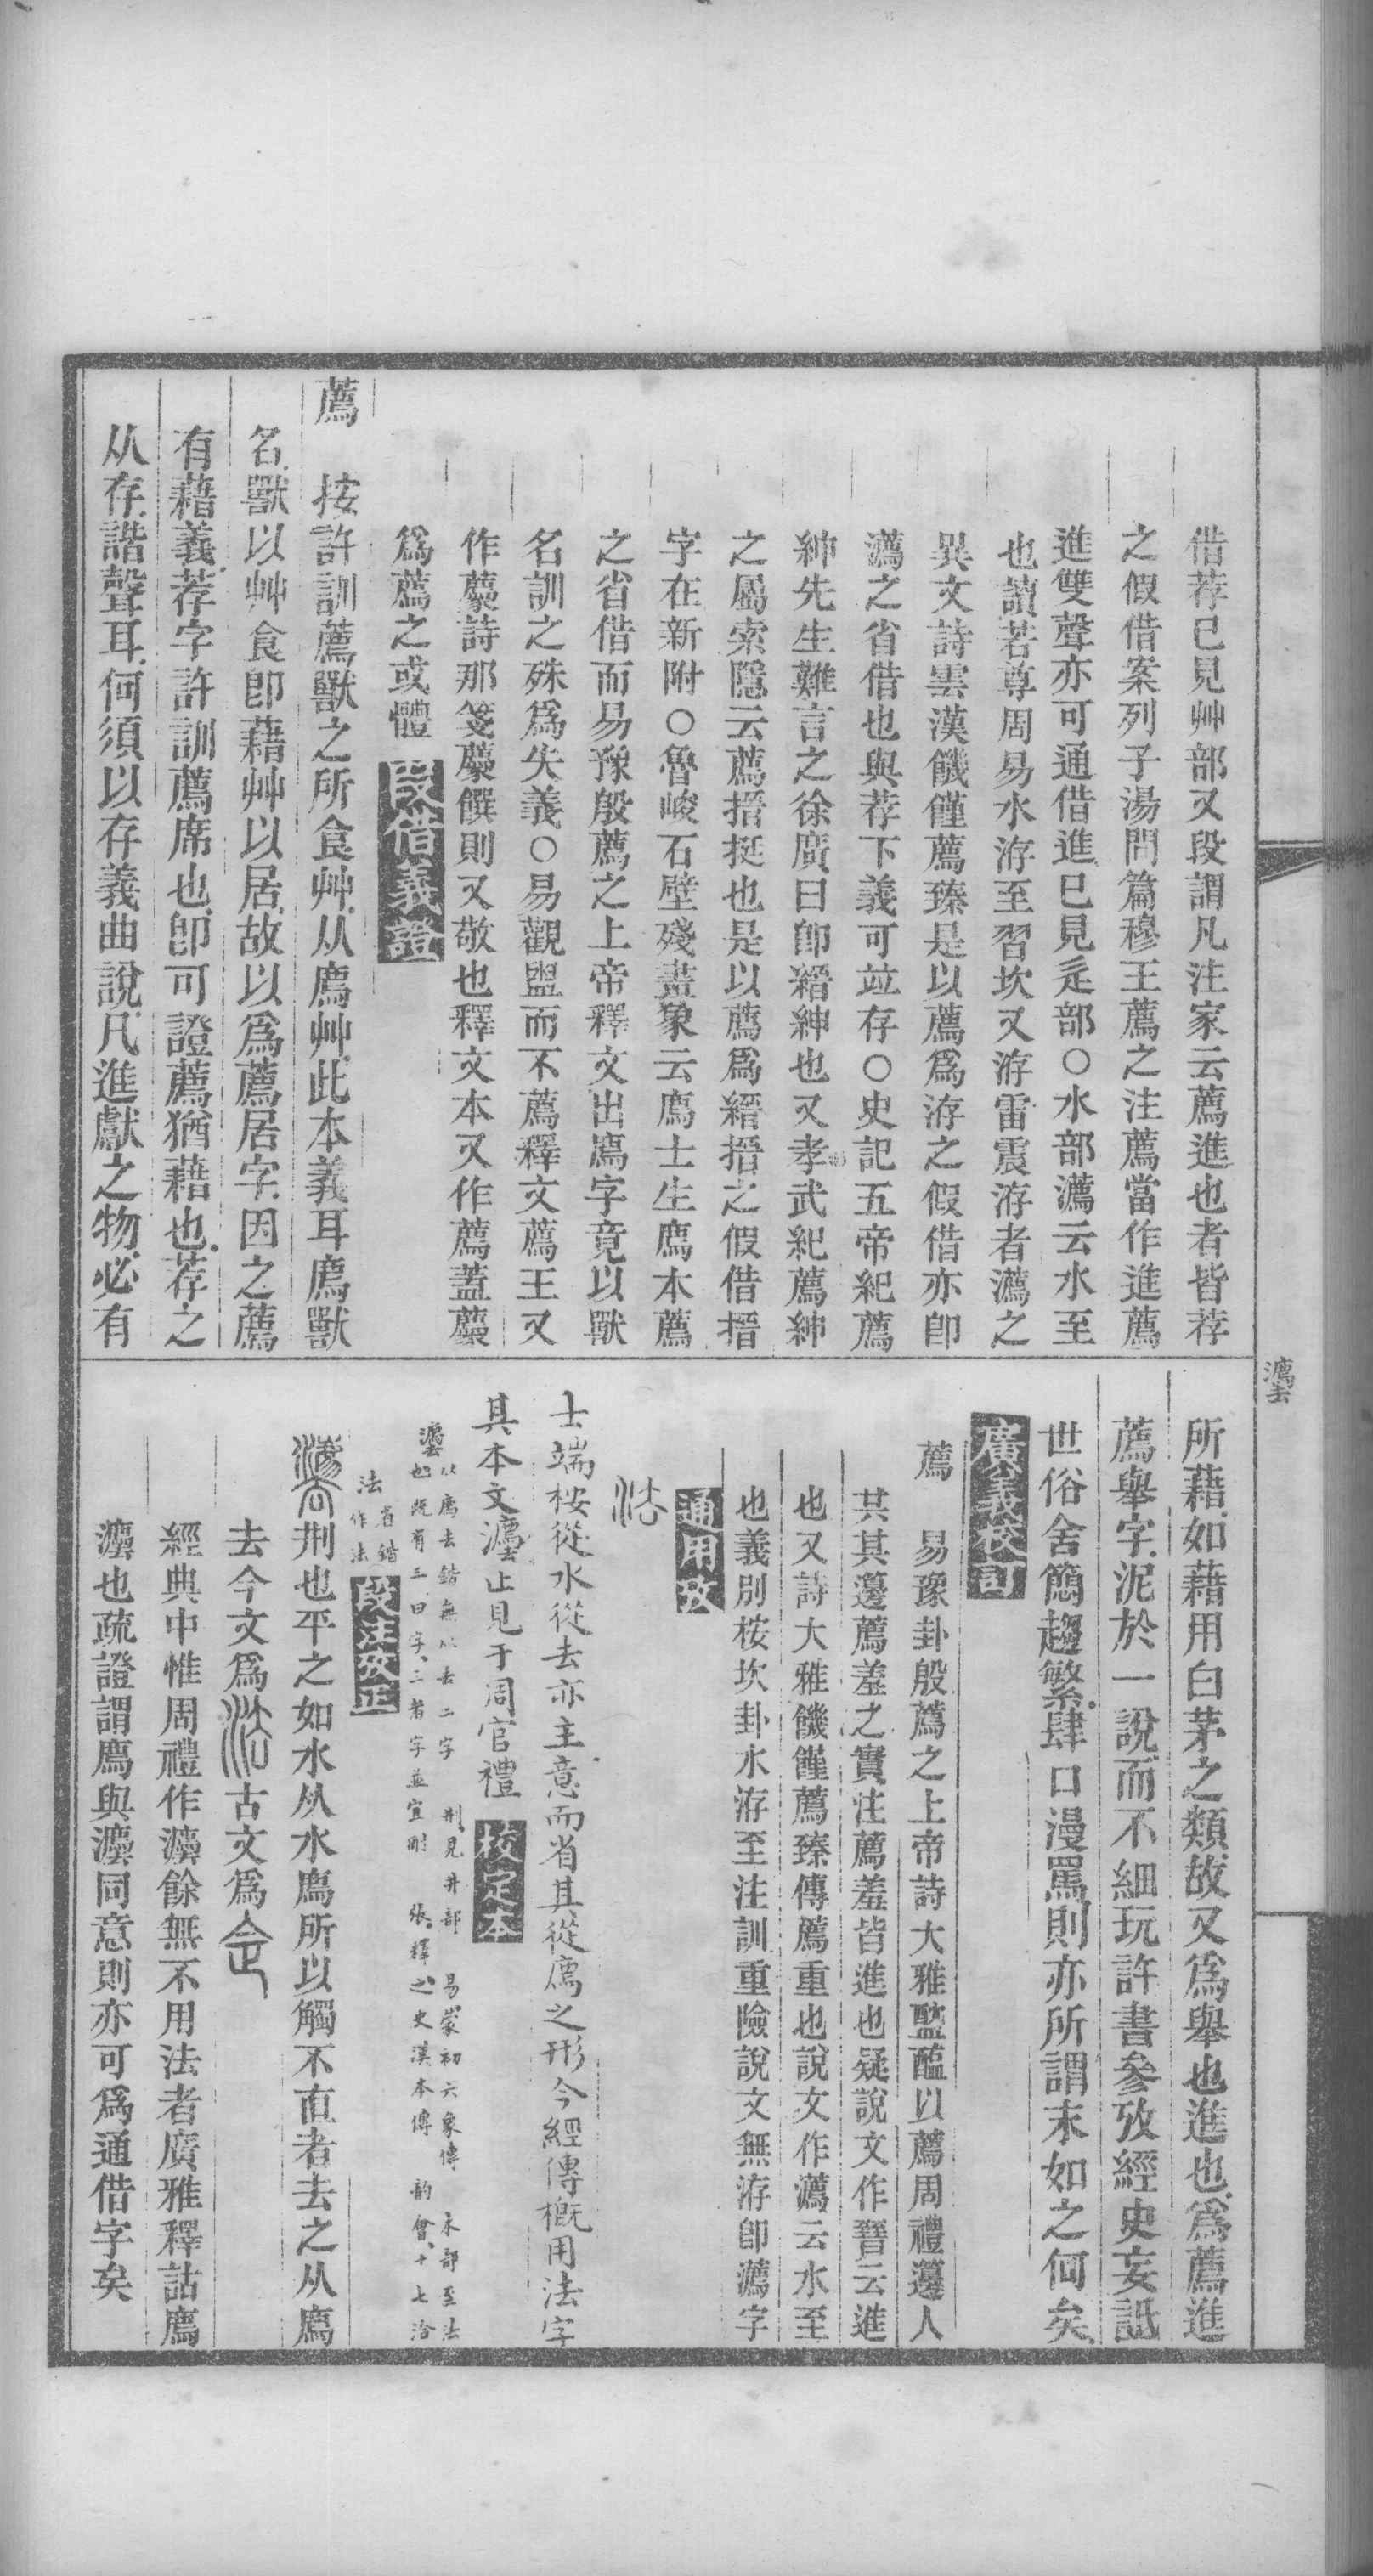 借荐已見艸部又段謂凡注家云薦進也者皆荐
之假借案列子湯問篇穆王薦之注薦當作進薦
進雙聲亦可通借進已見辵部○水部瀳云水至
也讀若尊周易水洊至習坎又洊雷震洊者瀳之
異文詩雲漢饑僅薦臻是以薦爲洊之假借亦卽
瀳之省借也與荐下義可竝存○史記五帝紀薦
紳先生難言之徐廣曰卽縉紳也又孝武紀薦紳
之屬索隱云薦搢挺也是以薦爲縉搢之假借搢
字在新附○魯峻石壁殘畫象云廌士生廌本薦
之省借而易豫殷薦之上帝釋文出廌字竟以獸
名訓之殊爲失義○易觀盥而不薦釋文薦王又
作䕩詩那箋䕩饌則又敬也釋文本又作薦蓋䕩
爲薦之或體
段借義證
薦　按許訓薦獸之所食艸从廌艸此本義耳廌獸
名獸以艸食卽藉艸以居故以爲薦居字因之薦
有藉義荐字許訓薦席也卽可證薦猶藉也荐之
从存諧聲耳何須以存義曲說凡進獻之物必有
所藉如藉用白茅之類故又爲舉也進也爲薦進
薦舉字泥於一說而不細玩許書參攷經史妄詆
世俗舍簡趨繁肆口漫罵則亦所謂末如之何矣
廣義校訂
薦　易豫卦殷薦之上帝詩大雅醓醢以薦周禮籩人
共其籩薦羞之實注薦羞皆進也疑說文作晉云進
也又詩大雅饑僅薦臻傳薦重也說文作瀳云水至
也義別桉坎卦水洊至注訓重險說文無洊卽瀳字
通用攷
法
士端桉從水從去亦主意而省其從廌之形今經傳概用法字
其本文灋止見于周官禮
校定本
灋 以廌去鍇無以去二字 荆見井部 易蒙初六象傳 木部至法
也既有三曰字二者字並宜刪 張釋之史漢本傳 韵會十七洽
法 省鍇
作法
段注攷正
灋 荆也平之如水从水廌所以觸不直者去之从廌
去今文爲法古文爲佱
經典中惟周禮作灋餘無不用法者廣雅釋詁廌
灋也疏證謂廌與灋同意則亦可爲通借字矣
灋